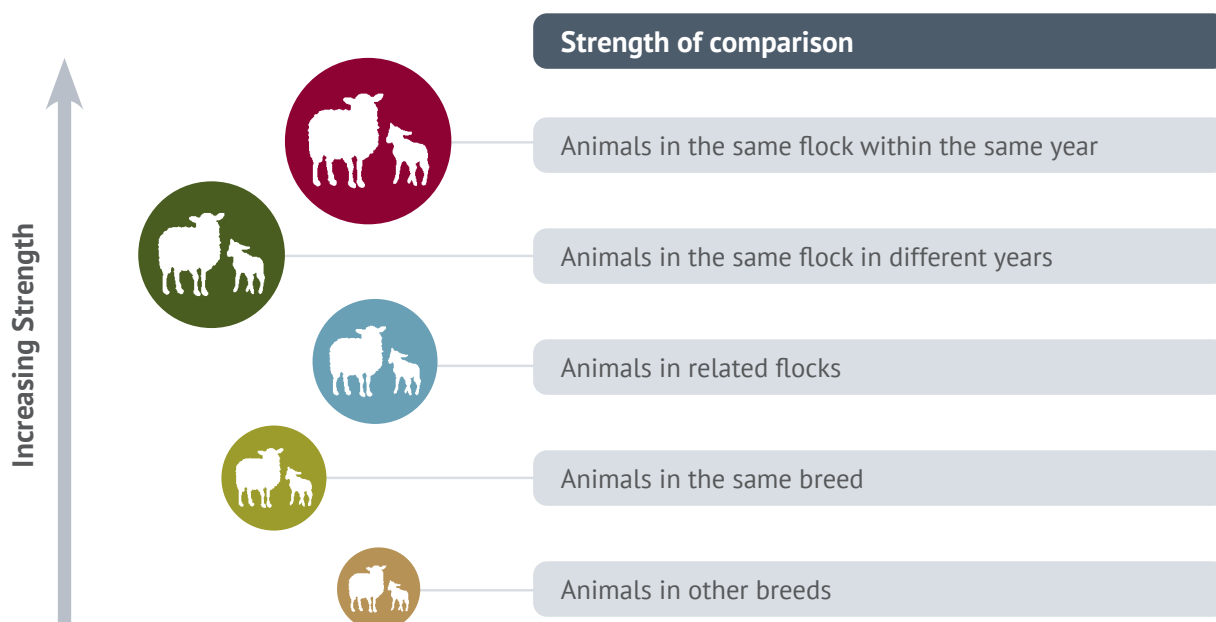 Strength of comparison
Animals in the same flock within the same year
Animals in the same flock in different years
Animals in related flocks
Animals in the same breed
Animals in other breeds
Increasing Strength